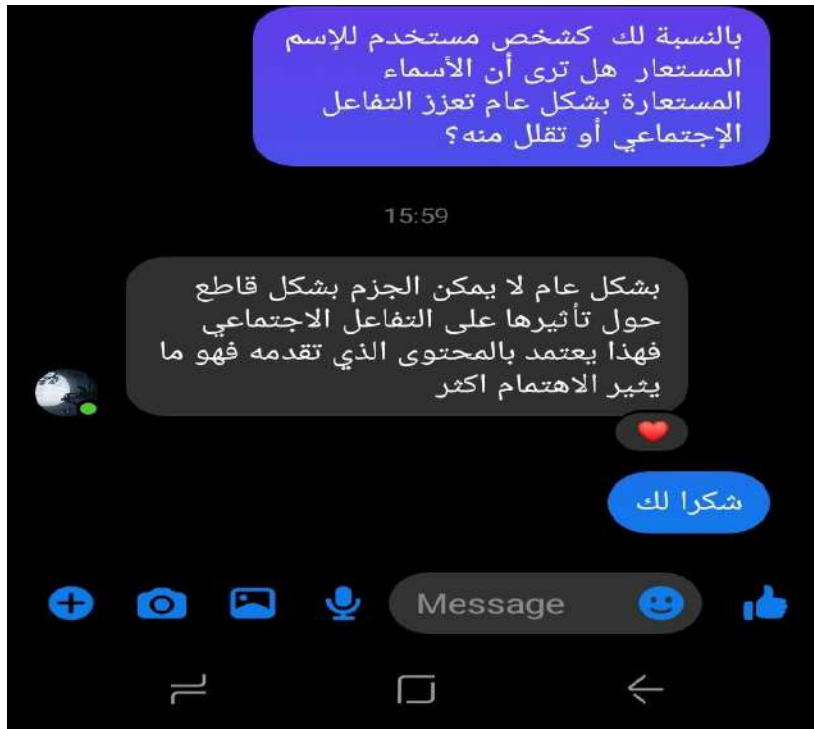 بالنسبة لك كشخص مستخدم للإسم
المستعار هل ترى أن الأسماء
المستعارة بشكل عام تعزز التفاعل
الإجتماعي أو تقلل منه؟
15:59
بشكل عام لا يمكن الجزم بشكل قاطع
حول تأثيرها على التفاعل الاجتماعي
فهذا يعتمد بالمحتوى الذي تقدمه فهو ما
يثير الاهتمام اكثر
شكرا لك
Message